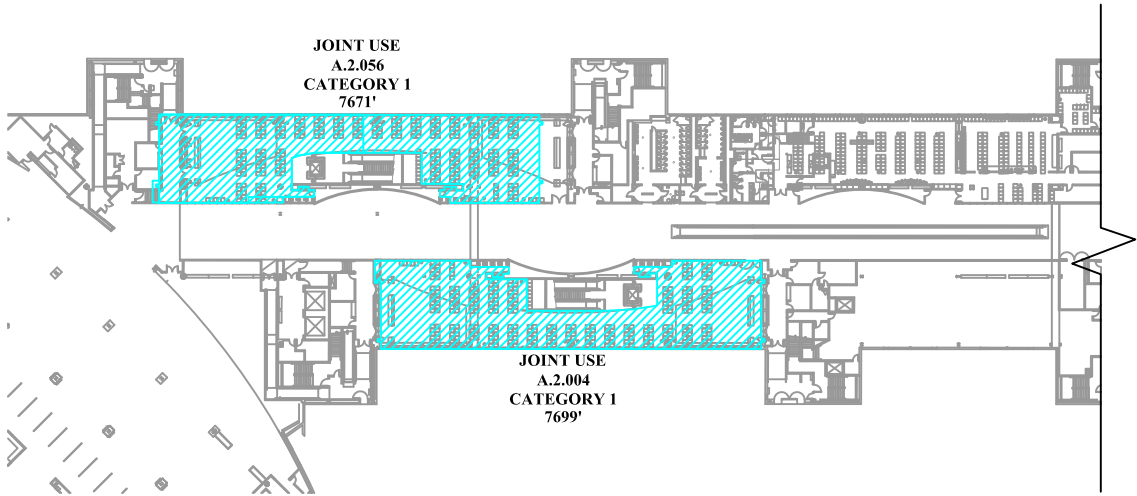 JOINT USE
A.2.056
CATEGORY 1
7671'
JOINT USE
A.2.004
CATEGORY 1
7699'